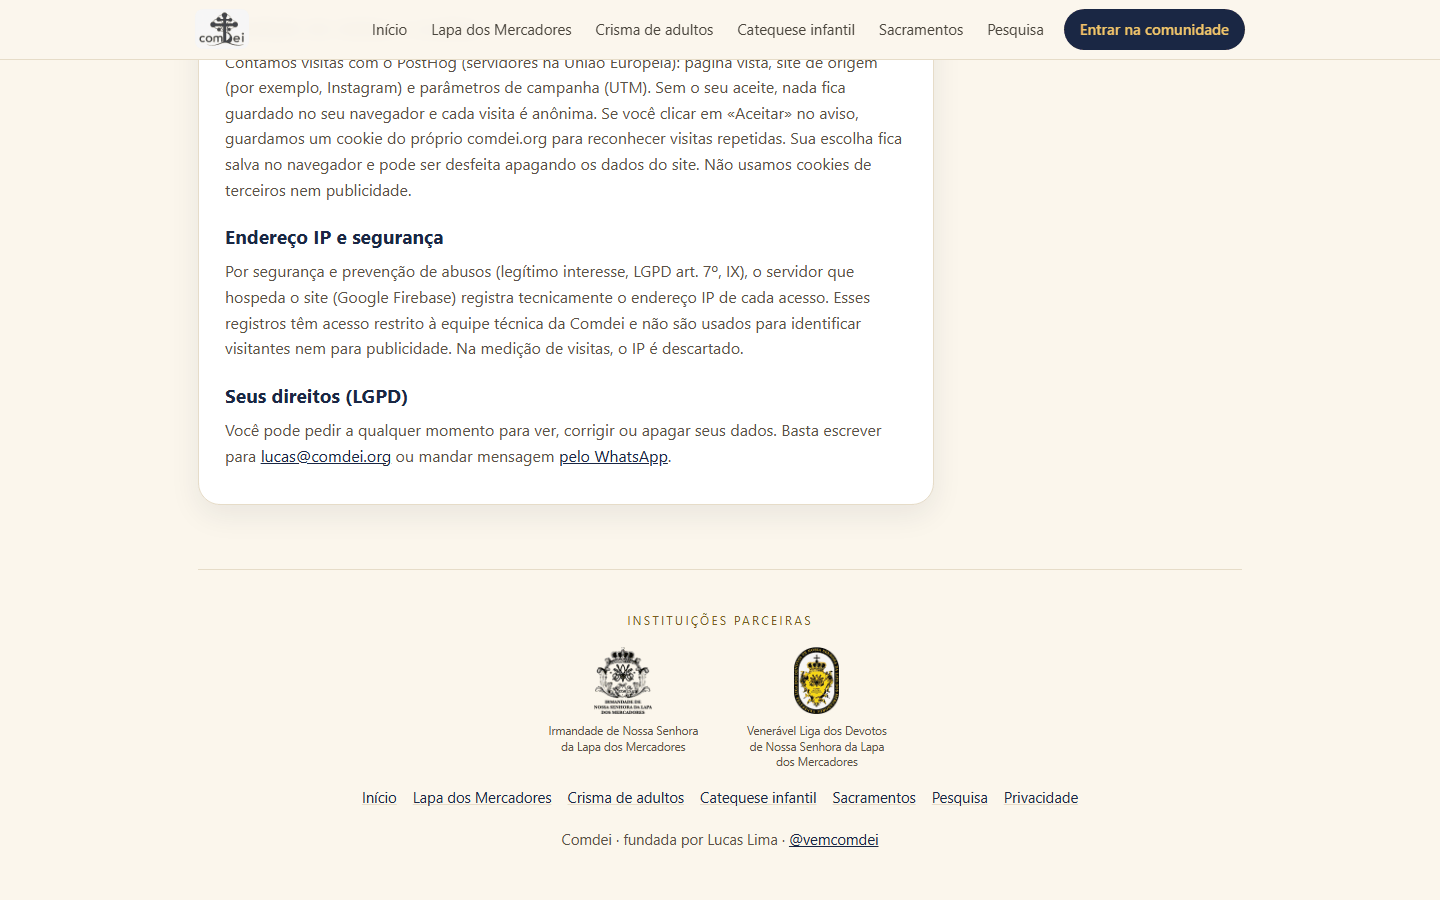 comdei
Início
Lapa dos Mercadores
Crisma de adultos
Catequese infantil
Sacramentos
Pesquisa
Entrar na comunidade
Contamos visitas com o PostHog (servidores na União Europeia): página vista, site de origem
(por exemplo, Instagram) e parâmetros de campanha (UTM). Sem o seu aceite, nada fica
guardado no seu navegador e cada visita é anônima. Se você clicar em «Aceitar» no aviso,
guardamos um cookie do próprio comdei.org para reconhecer visitas repetidas. Sua escolha fica
salva no navegador e pode ser desfeita apagando os dados do site. Não usamos cookies de
terceiros nem publicidade.
Endereço IP e segurança
Por segurança e prevenção de abusos (legítimo interesse, LGPD art. 7º, IX), o servidor que
hospeda o site (Google Firebase) registra tecnicamente o endereço IP de cada acesso. Esses
registros têm acesso restrito à equipe técnica da Comdei e não são usados para identificar
visitantes nem para publicidade. Na medição de visitas, o IP é descartado.
Seus direitos (LGPD)
Você pode pedir a qualquer momento para ver, corrigir ou apagar seus dados. Basta escrever
para lucas@comdei.org ou mandar mensagem pelo WhatsApp.
INSTITUIÇÕES PARCEIRAS
IRMANDADE DE
NOSSA SENHORA DA LAPA
DOS MERCADORES
Irmandade de Nossa Senhora
da Lapa dos Mercadores
Venerável Liga dos Devotos
de Nossa Senhora da Lapa
dos Mercadores
Início
Lapa dos Mercadores
Crisma de adultos
Catequese infantil
Sacramentos
Pesquisa
Privacidade
Comdei · fundada por Lucas Lima · @vemcomdei